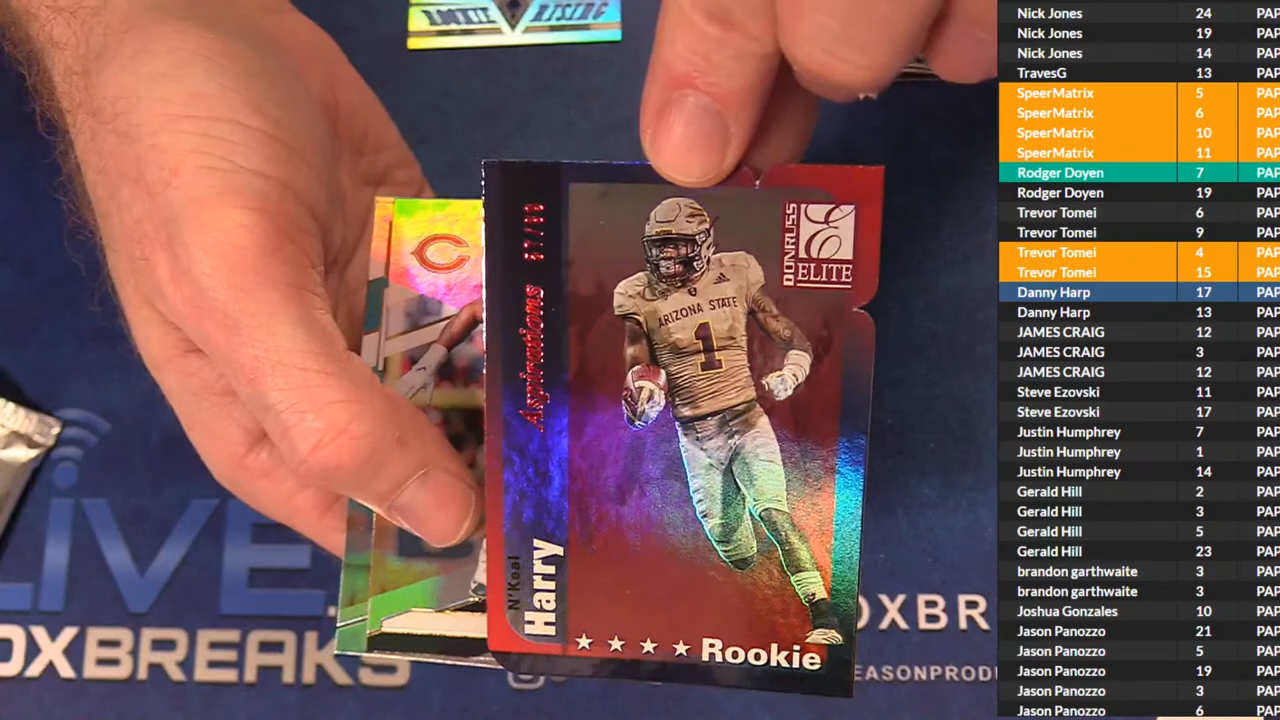 ROOKIE RISING
Aspirations
DONRUSS
E
ELITE
ARIZONA STATE
1
N'Keal
Harry
Rookie
C
LIVE
OXBREAKS
OXBR
EASONPRODU
Nick Jones 24 PAP
Nick Jones 19 PAP
Nick Jones 14 PAP
TravesG 13 PAP
SpeerMatrix 5 PAP
SpeerMatrix 6 PAP
SpeerMatrix 10 PAP
SpeerMatrix 11 PAP
Rodger Doyen 7 PAP
Rodger Doyen 19 PAP
Trevor Tomei 6 PAP
Trevor Tomei 9 PAP
Trevor Tomei 4 PAP
Trevor Tomei 15 PAP
Danny Harp 17 PAP
Danny Harp 13 PAP
JAMES CRAIG 12 PAP
JAMES CRAIG 3 PAP
JAMES CRAIG 12 PAP
Steve Ezovski 11 PAP
Steve Ezovski 17 PAP
Justin Humphrey 7 PAP
Justin Humphrey 1 PAP
Justin Humphrey 14 PAP
Gerald Hill 2 PAP
Gerald Hill 3 PAP
Gerald Hill 5 PAP
Gerald Hill 23 PAP
brandon garthwaite 3 PAP
brandon garthwaite 3 PAP
Joshua Gonzales 10 PAP
Jason Panozzo 21 PAP
Jason Panozzo 5 PAP
Jason Panozzo 19 PAP
Jason Panozzo 3 PAP
Jason Panozzo 6 PAP